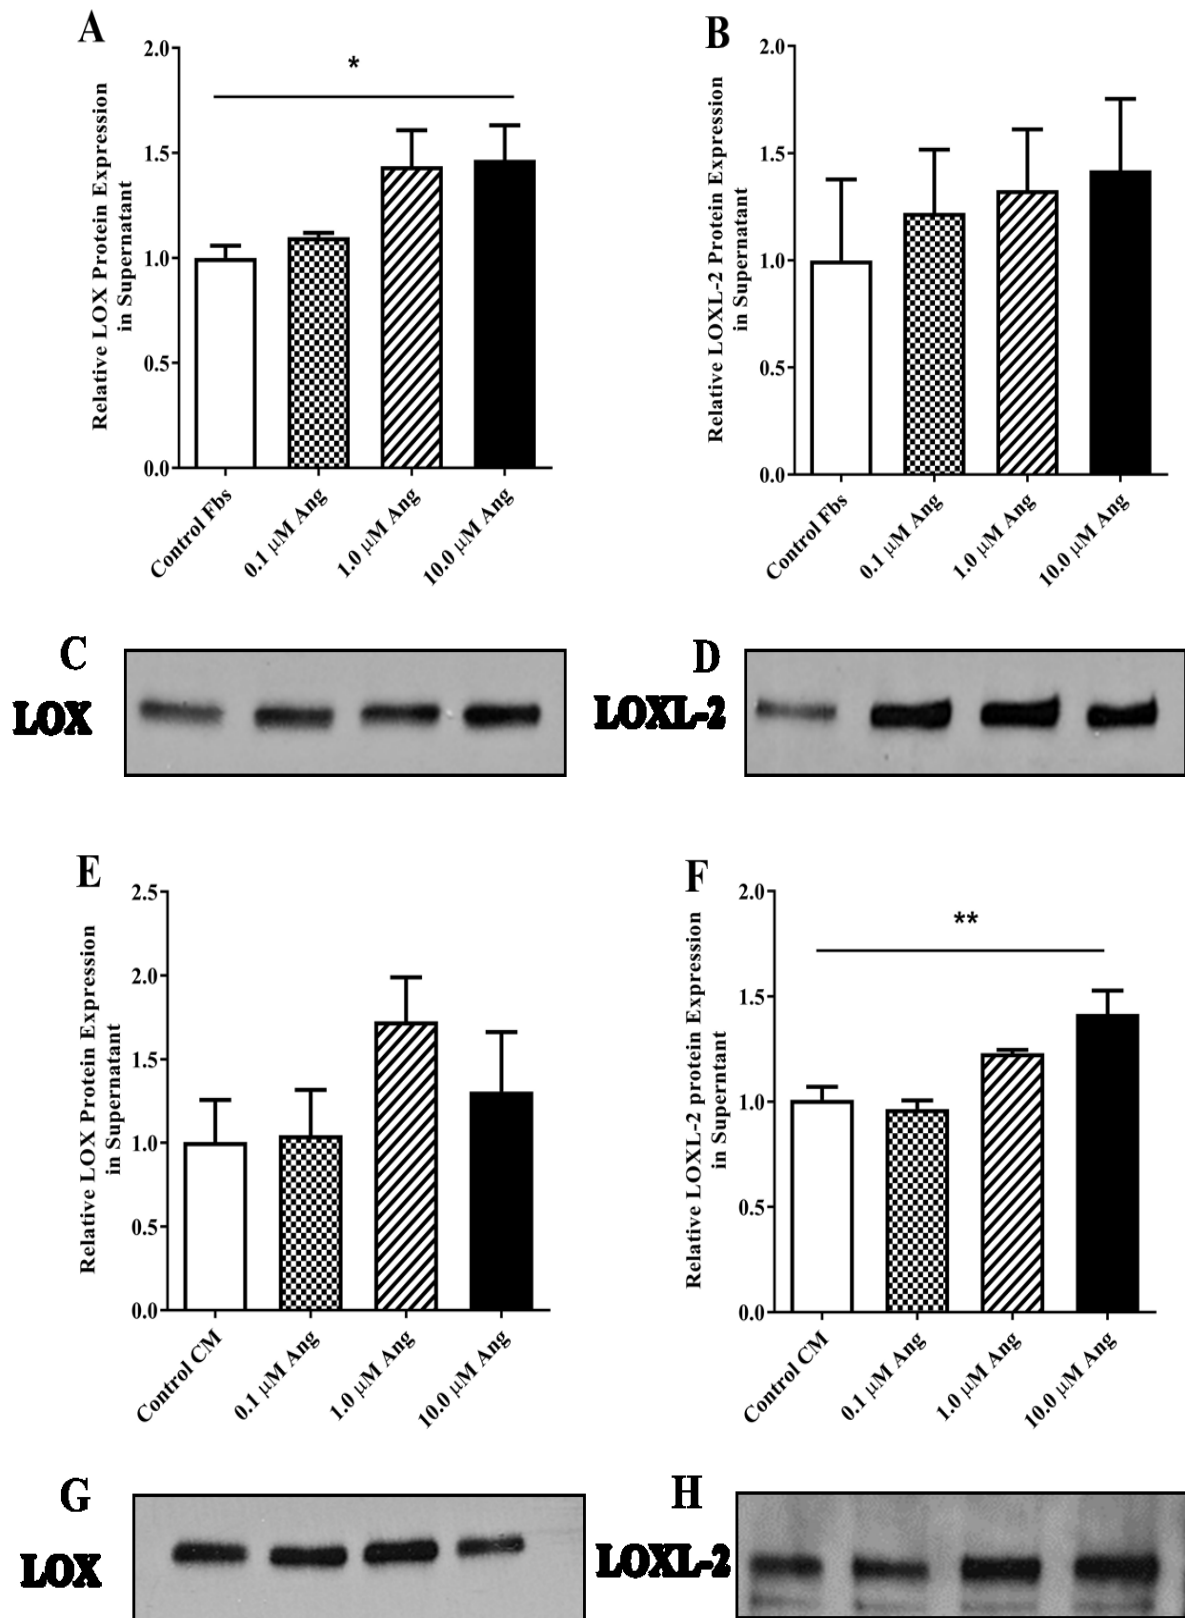 A
Relative LOX Protein Expression
in Supernatant
2.0
1.5
1.0
0.5
0.0
*
Control Fbs
0.1 µM Ang
1.0 µM Ang
10.0 µM Ang
B
Relative LOXL-2 Protein Expression
in Supernatant
2.0
1.5
1.0
0.5
0.0
Control Fbs
0.1 µM Ang
1.0 µM Ang
10.0 µM Ang
C
LOX
D
LOXL-2
E
Relative LOX Protein Expression
in Supernatant
2.5
2.0
1.5
1.0
0.5
0.0
Control CM
0.1 µM Ang
1.0 µM Ang
10.0 µM Ang
F
Relative LOXL-2 protein Expression
in Superntant
2.0
1.5
1.0
0.5
0.0
**
Control CM
0.1 µM Ang
1.0 µM Ang
10.0 µM Ang
G
LOX
H
LOXL-2